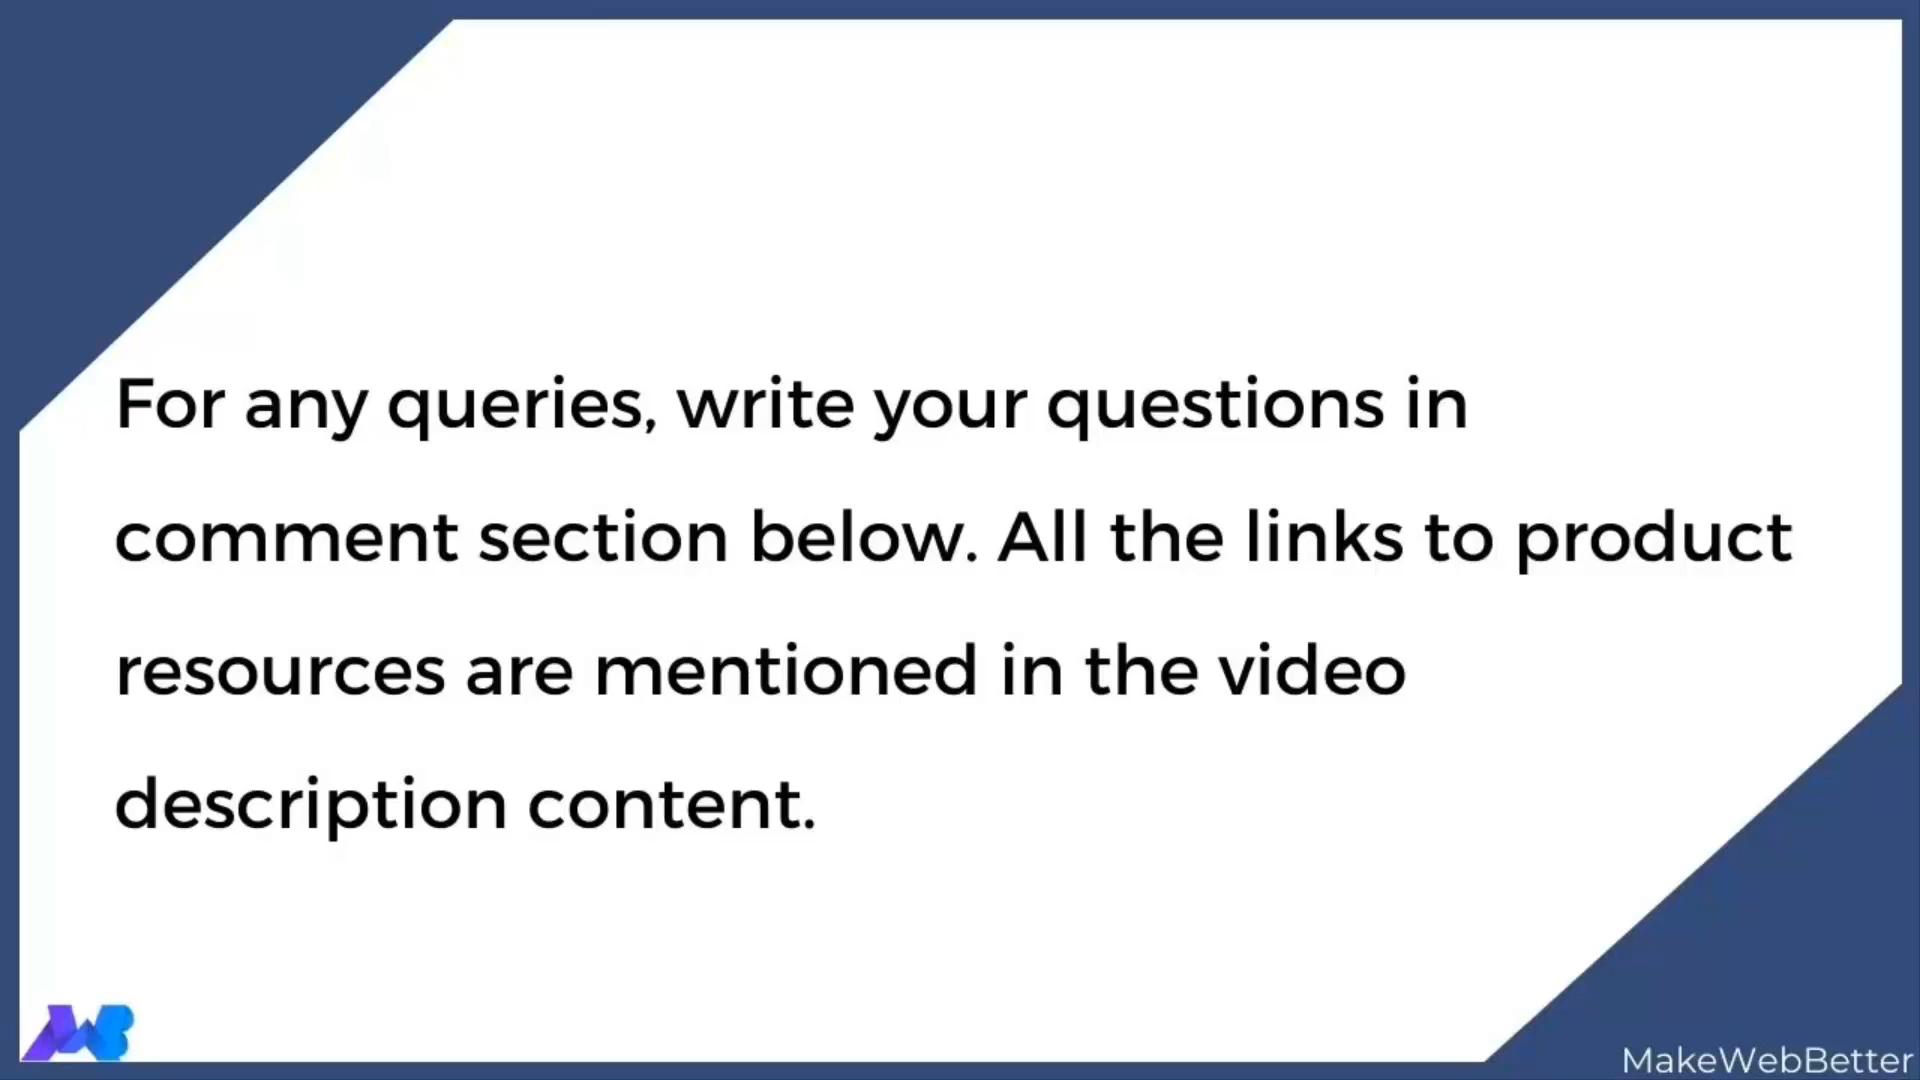 For any queries, write your questions in
comment section below. All the links to product
resources are mentioned in the video
description content.
MWB
MakeWebBetter